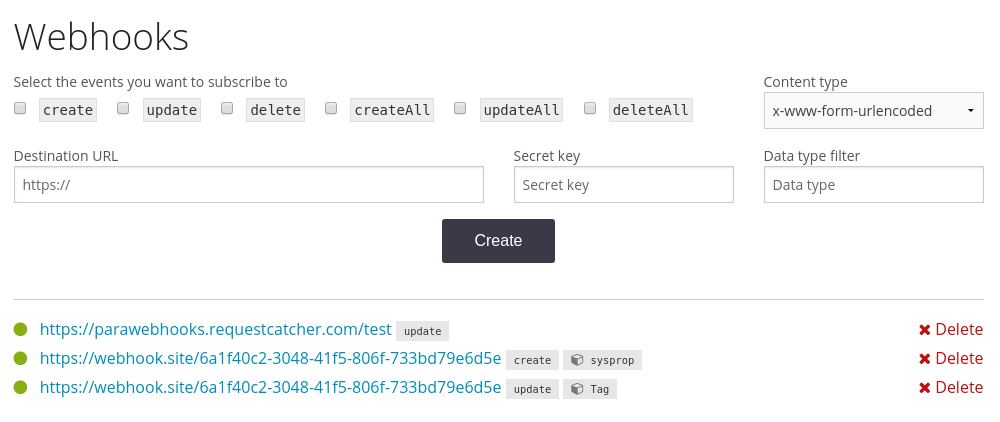 Webhooks
Select the events you want to subscribe to
Content type
create update delete createAll updateAll deleteAll
x-www-form-urlencoded
Destination URL Secret key Data type filter
https:// Secret key Data type
Create
https://parawebhooks.requestcatcher.com/test update Delete
https://webhook.site/6a1f40c2-3048-41f5-806f-733bd79e6d5e create sysprop Delete
https://webhook.site/6a1f40c2-3048-41f5-806f-733bd79e6d5e update Tag Delete